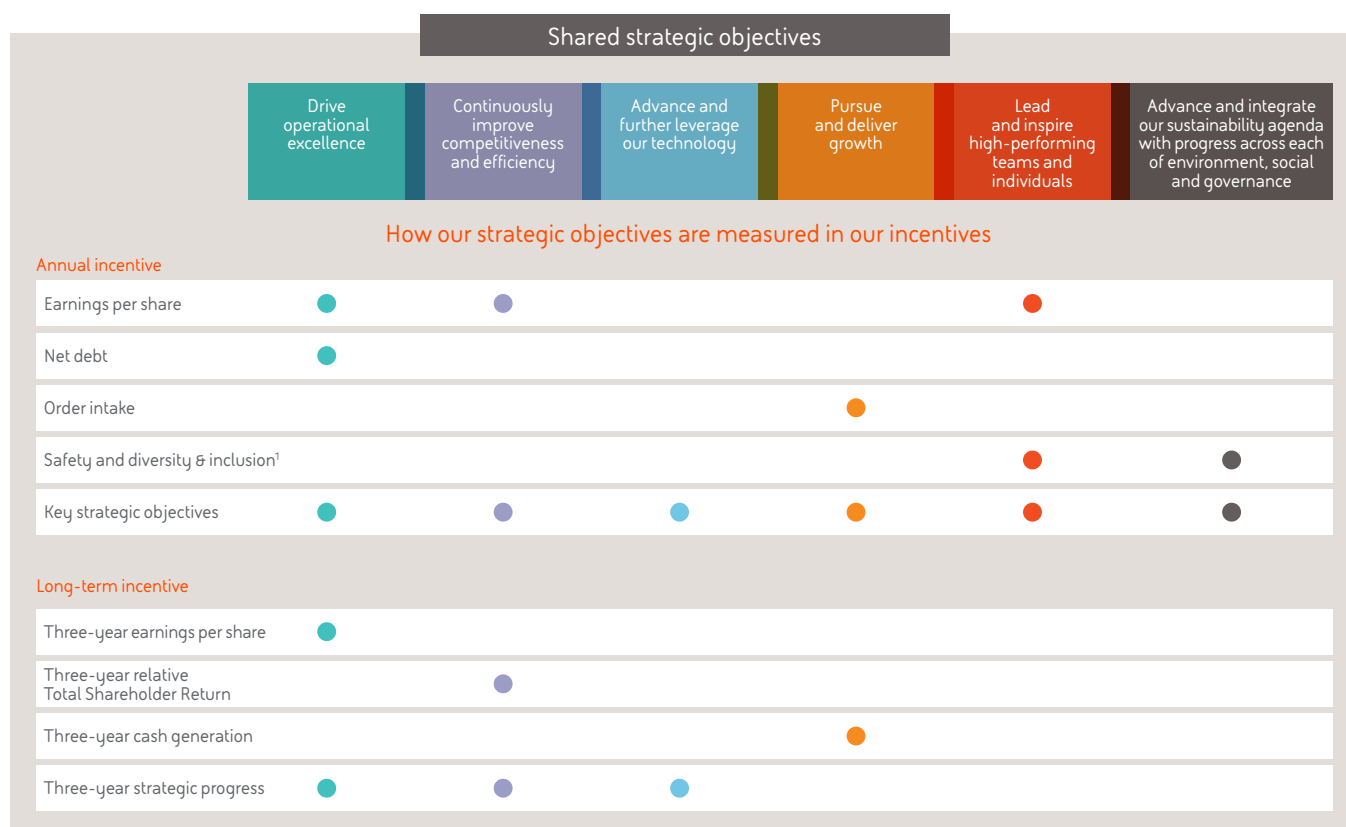 Shared strategic objectives
Drive
operational
excellence
Continuously
improve
competitiveness
and efficiency
Advance and
further leverage
our technology
Pursue
and deliver
growth
Lead
and inspire
high-performing
teams and
individuals
Advance and integrate
our sustainability agenda
with progress across each
of environment, social
and governance
How our strategic objectives are measured in our incentives
Annual incentive
Earnings per share
Net debt
Order intake
Safety and diversity & inclusion¹
Key strategic objectives
Long-term incentive
Three-year earnings per share
Three-year relative
Total Shareholder Return
Three-year cash generation
Three-year strategic progress